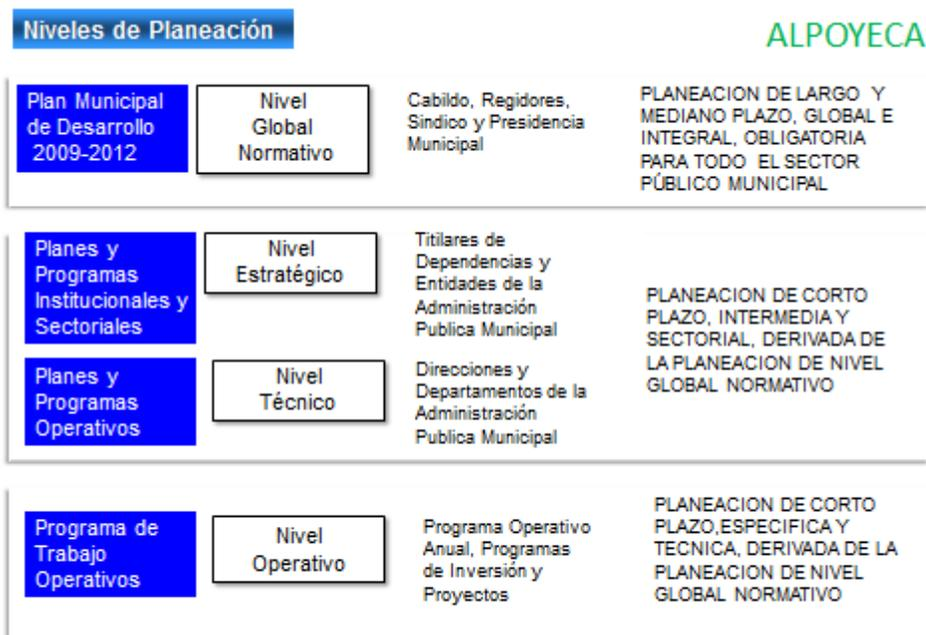 Niveles de Planeación
ALPOYECA
Plan Municipal
de Desarrollo
2009-2012
Nivel
Global
Normativo
Cabildo, Regidores,
Sindico y Presidencia
Municipal
PLANEACION DE LARGO Y
MEDIANO PLAZO, GLOBAL E
INTEGRAL, OBLIGATORIA
PARA TODO EL SECTOR
PÚBLICO MUNICIPAL
Planes y
Programas
Institucionales y
Sectoriales
Nivel
Estratégico
Titilares de
Dependencias y
Entidades de la
Administración
Publica Municipal
Planes y
Programas
Operativos
Nivel
Técnico
Direcciones y
Departamentos de la
Administración
Publica Municipal
PLANEACION DE CORTO
PLAZO, INTERMEDIA Y
SECTORIAL, DERIVADA DE
LA PLANEACION DE NIVEL
GLOBAL NORMATIVO
Programa de
Trabajo
Operativos
Nivel
Operativo
Programa Operativo
Anual, Programas
de Inversión y
Proyectos
PLANEACION DE CORTO
PLAZO,ESPECIFICA Y
TECNICA, DERIVADA DE LA
PLANEACION DE NIVEL
GLOBAL NORMATIVO